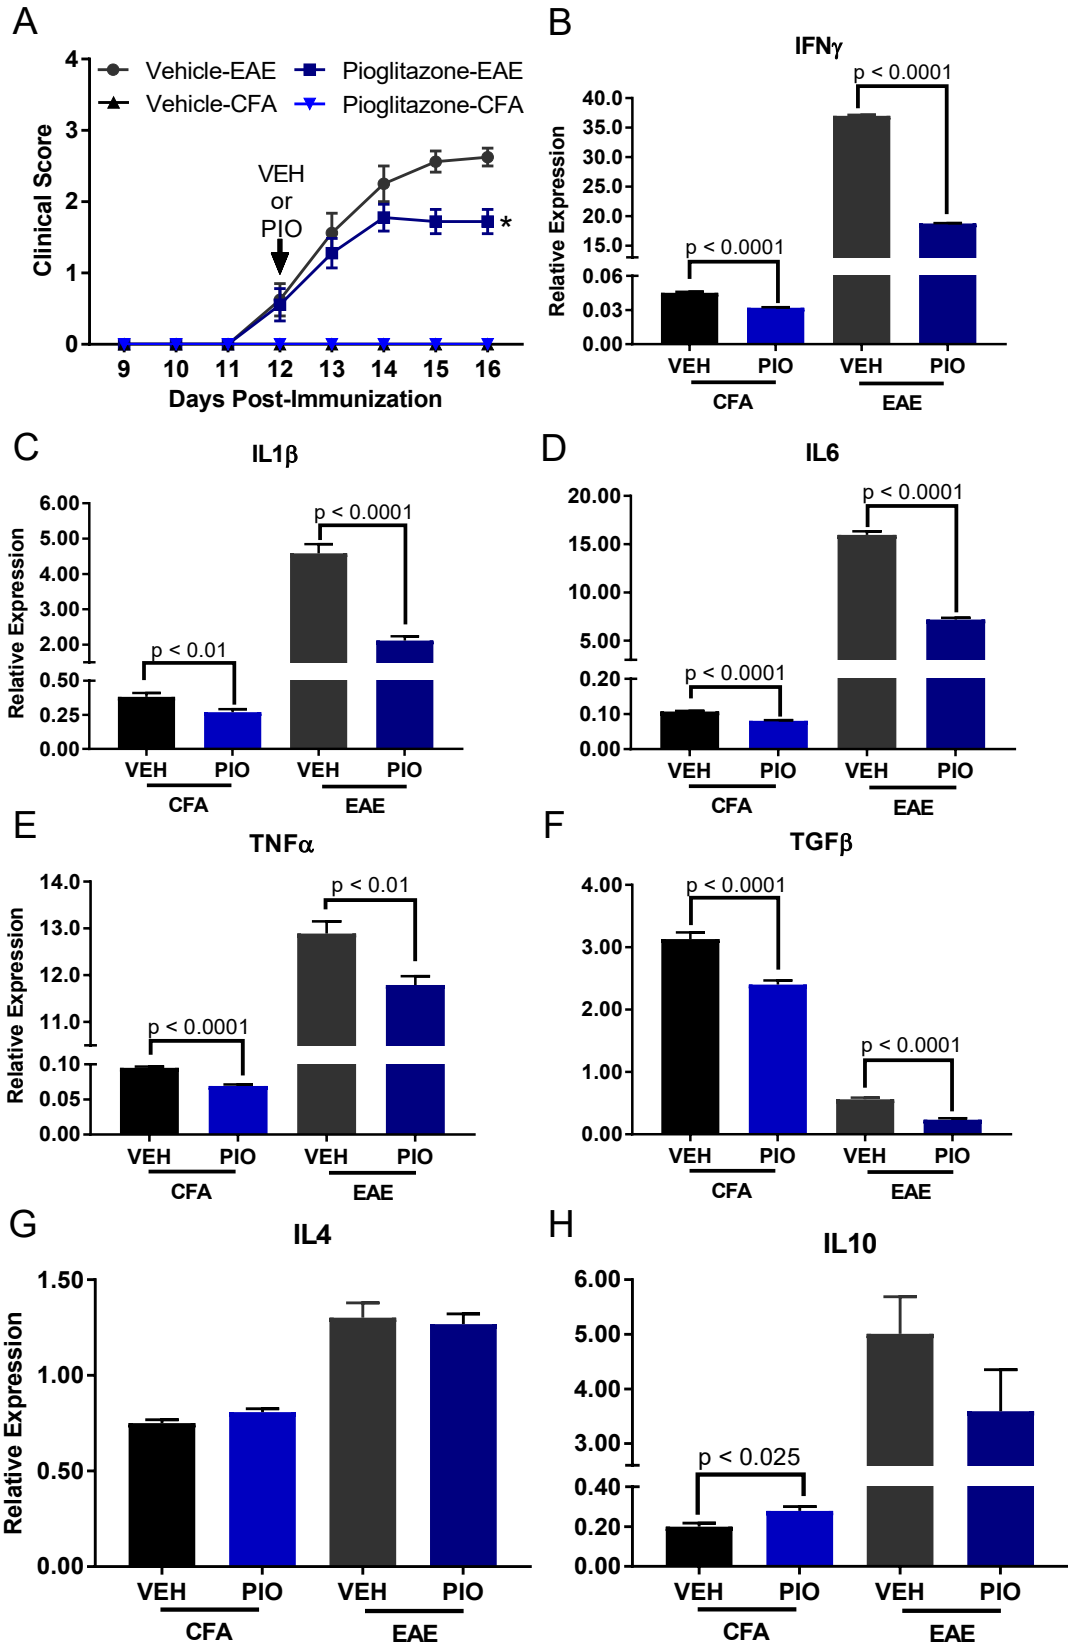 A
4
3
2
1
0
Clinical Score
Vehicle-EAE
Pioglitazone-EAE
Vehicle-CFA
Pioglitazone-CFA
VEH
or
PIO
*
9 10 11 12 13 14 15 16
Days Post-Immunization
B
IFNγ
p < 0.0001
40.0
35.0
30.0
25.0
20.0
15.0
0.06
0.03
0.00
Relative Expression
p < 0.0001
VEH PIO VEH PIO
CFA EAE
C
IL1β
6.00
5.00
4.00
3.00
2.00
0.50
0.25
0.00
Relative Expression
p < 0.0001
p < 0.01
VEH PIO VEH PIO
CFA EAE
D
IL6
20.00
15.00
10.00
5.00
0.20
0.10
0.00
p < 0.0001
p < 0.0001
VEH PIO VEH PIO
CFA EAE
E
TNFα
14.0
13.0
12.0
11.0
0.10
0.05
0.00
Relative Expression
p < 0.01
p < 0.0001
VEH PIO VEH PIO
CFA EAE
F
TGFβ
4.00
3.00
2.00
1.00
0.00
p < 0.0001
p < 0.0001
VEH PIO VEH PIO
CFA EAE
G
IL4
1.50
1.00
0.50
0.00
Relative Expression
VEH PIO VEH PIO
CFA EAE
H
IL10
6.00
5.00
4.00
3.00
0.40
0.20
0.00
p < 0.025
VEH PIO VEH PIO
CFA EAE